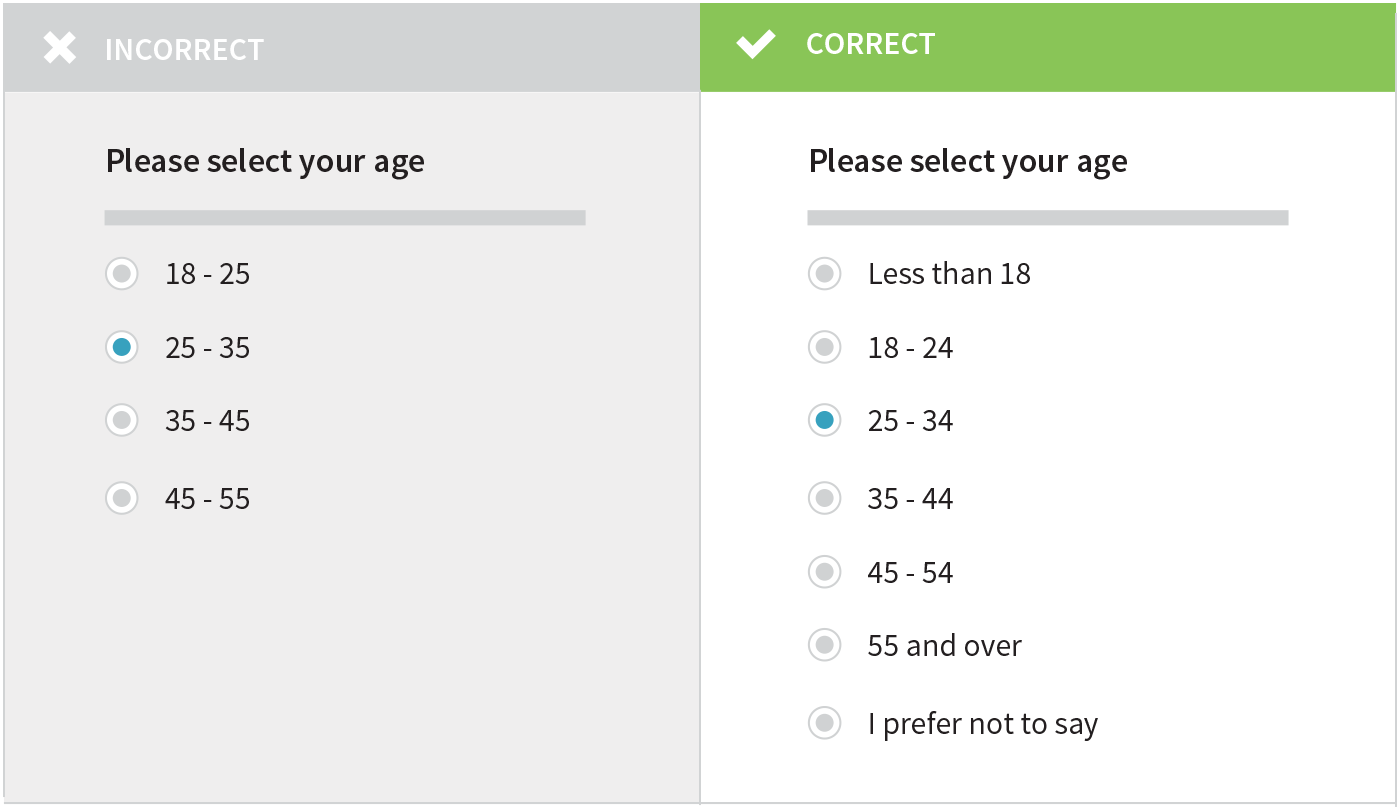 INCORRECT
Please select your age
18 - 25
25 - 35
35 - 45
45 - 55
CORRECT
Please select your age
Less than 18
18 - 24
25 - 34
35 - 44
45 - 54
55 and over
I prefer not to say